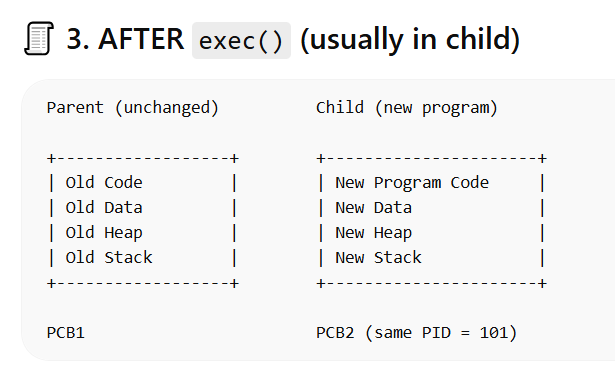 3. AFTER exec() (usually in child)
Parent (unchanged)        Child (new program)
+------------------+        +----------------------+
| Old Code         |        | New Program Code     |
| Old Data         |        | New Data             |
| Old Heap         |        | New Heap             |
| Old Stack        |        | New Stack            |
+------------------+        +----------------------+
PCB1                        PCB2 (same PID = 101)